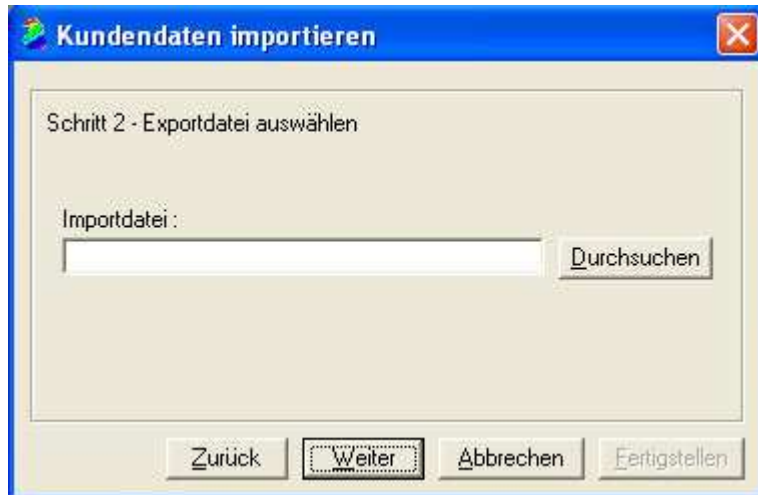 Kundendaten importieren
Schritt 2 - Exportdatei auswählen
Importdatei :
Durchsuchen
Zurück Weiter Abbrechen Fertigstellen